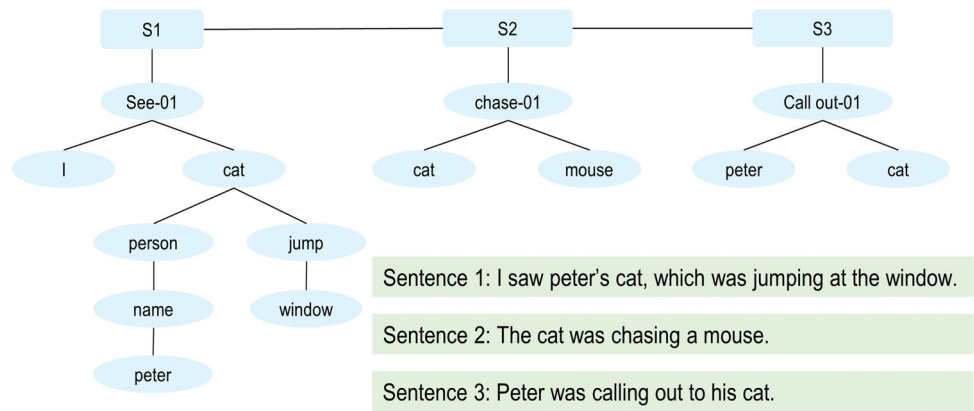 S1 S2 S3
See-01 chase-01 Call out-01
I cat cat mouse peter cat
person jump
name window
peter
Sentence 1: I saw peter's cat, which was jumping at the window.
Sentence 2: The cat was chasing a mouse.
Sentence 3: Peter was calling out to his cat.